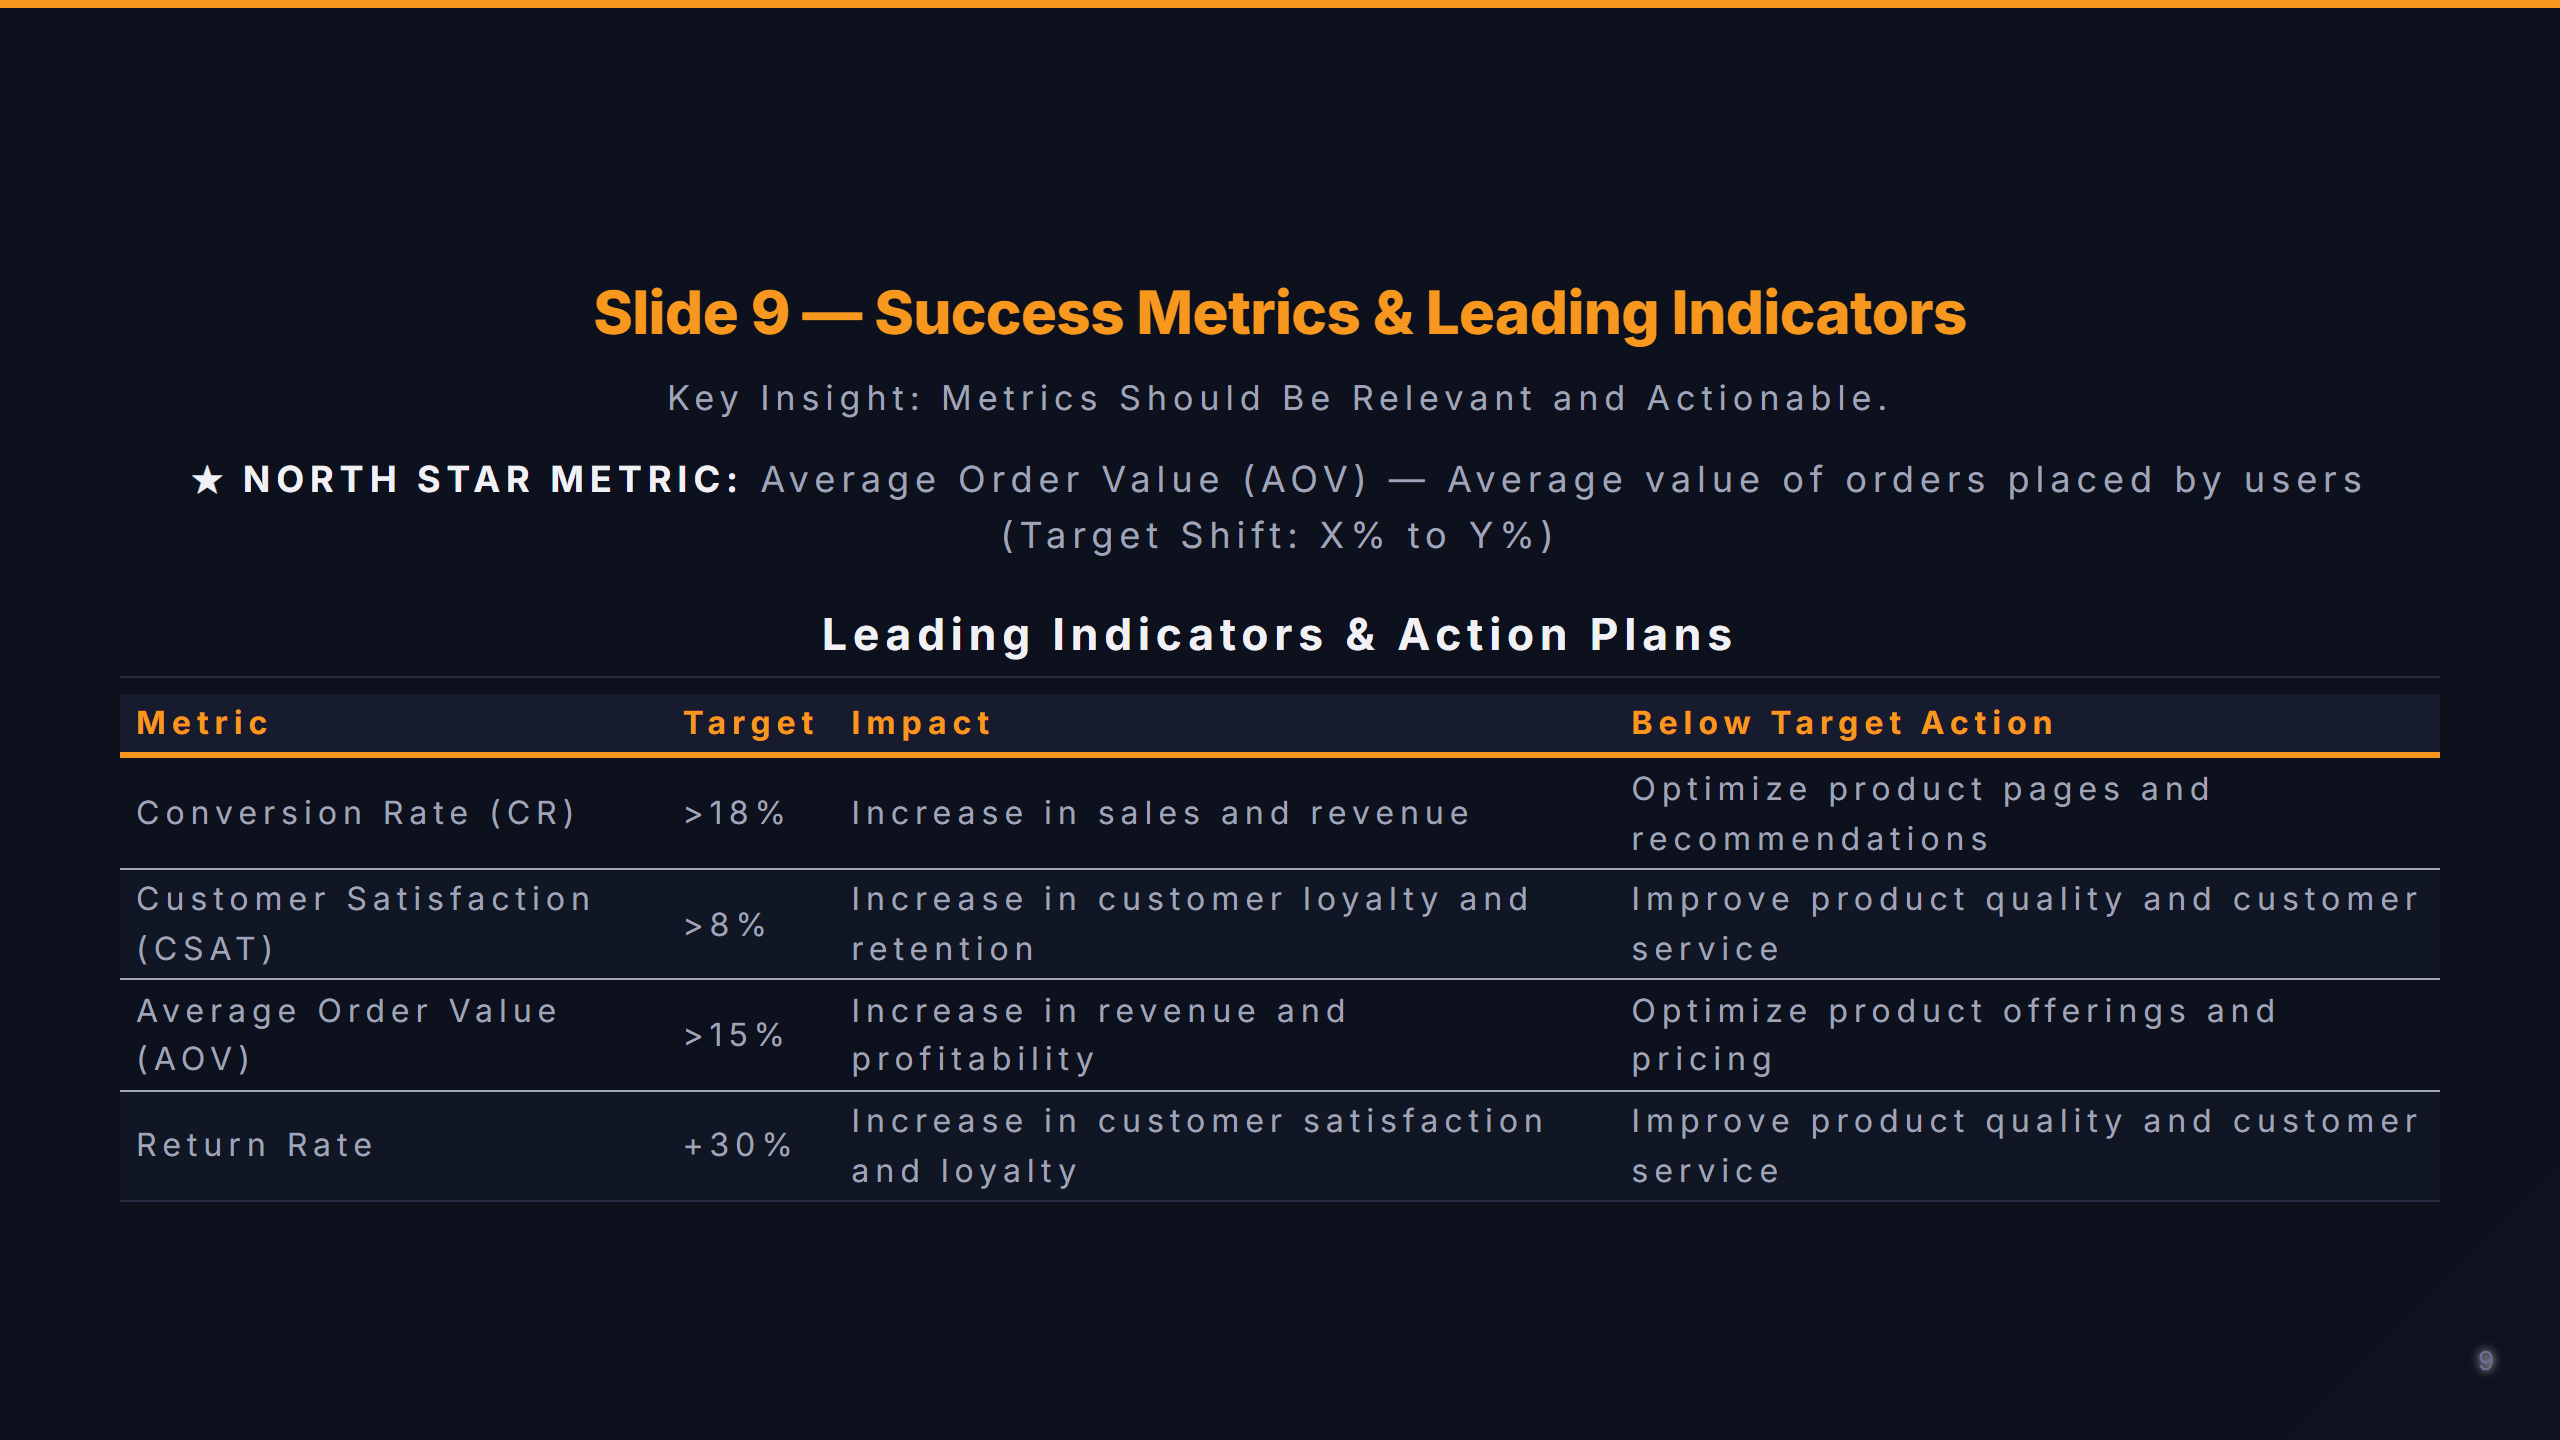 Slide 9 — Success Metrics & Leading Indicators
Key Insight: Metrics Should Be Relevant and Actionable.
★ NORTH STAR METRIC: Average Order Value (AOV) — Average value of orders placed by users
(Target Shift: X% to Y%)
Leading Indicators & Action Plans
Metric Target Impact Below Target Action
Conversion Rate (CR) >18% Increase in sales and revenue Optimize product pages and
recommendations
Customer Satisfaction
(CSAT) >8% Increase in customer loyalty and
retention Improve product quality and customer
service
Average Order Value
(AOV) >15% Increase in revenue and
profitability Optimize product offerings and
pricing
Return Rate +30% Increase in customer satisfaction
and loyalty Improve product quality and customer
service
9